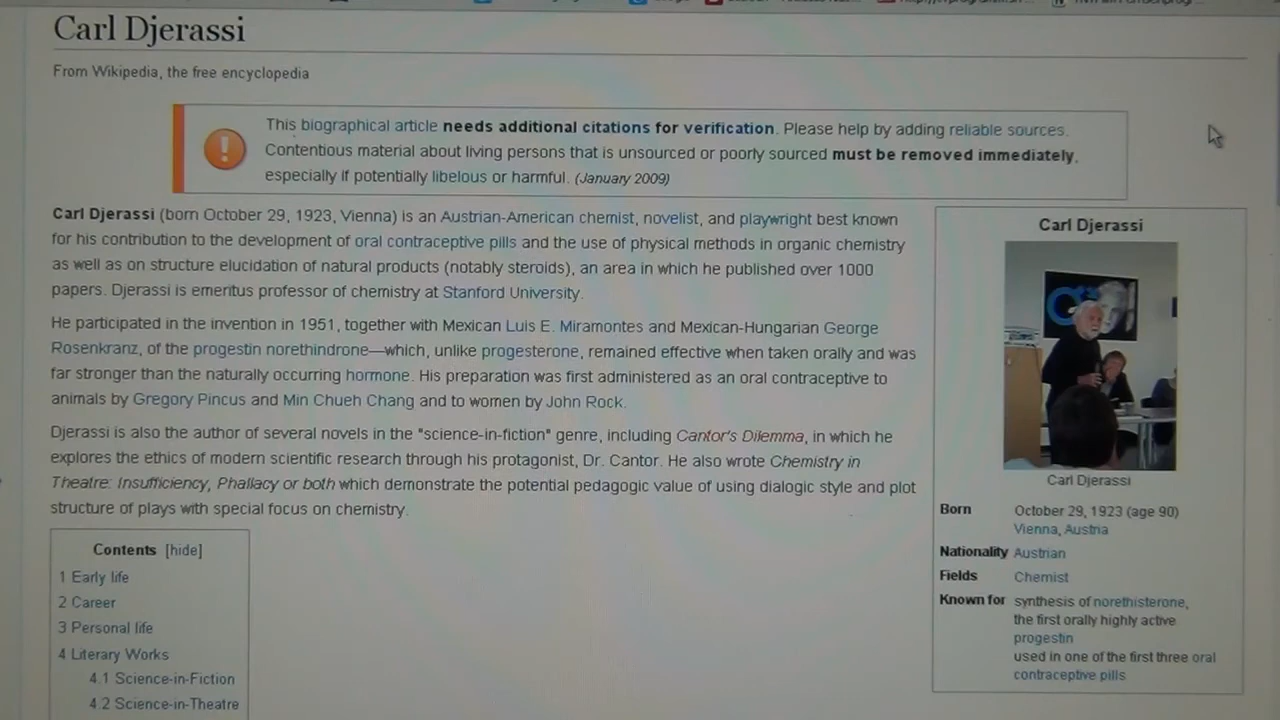 Carl Djerassi
From Wikipedia, the free encyclopedia
This biographical article needs additional citations for verification. Please help by adding reliable sources.
Contentious material about living persons that is unsourced or poorly sourced must be removed immediately,
especially if potentially libelous or harmful. (January 2009)
Carl Djerassi (born October 29, 1923, Vienna) is an Austrian-American chemist, novelist, and playwright best known
for his contribution to the development of oral contraceptive pills and the use of physical methods in organic chemistry
as well as on structure elucidation of natural products (notably steroids), an area in which he published over 1000
papers. Djerassi is emeritus professor of chemistry at Stanford University.
He participated in the invention in 1951, together with Mexican Luis E. Miramontes and Mexican-Hungarian George
Rosenkranz, of the progestin norethindrone—which, unlike progesterone, remained effective when taken orally and was
far stronger than the naturally occurring hormone. His preparation was first administered as an oral contraceptive to
animals by Gregory Pincus and Min Chueh Chang and to women by John Rock.
Djerassi is also the author of several novels in the "science-in-fiction" genre, including Cantor's Dilemma, in which he
explores the ethics of modern scientific research through his protagonist, Dr. Cantor. He also wrote Chemistry in
Theatre: Insufficiency, Phallacy or both which demonstrate the potential pedagogic value of using dialogic style and plot
structure of plays with special focus on chemistry.
Contents [hide]
1 Early life
2 Career
3 Personal life
4 Literary Works
4.1 Science-in-Fiction
4.2 Science-in-Theatre
Carl Djerassi
Carl Djerassi
Born October 29, 1923 (age 90)
Vienna, Austria
Nationality Austrian
Fields Chemist
Known for synthesis of norethisterone,
the first orally highly active
progestin
used in one of the first three oral
contraceptive pills